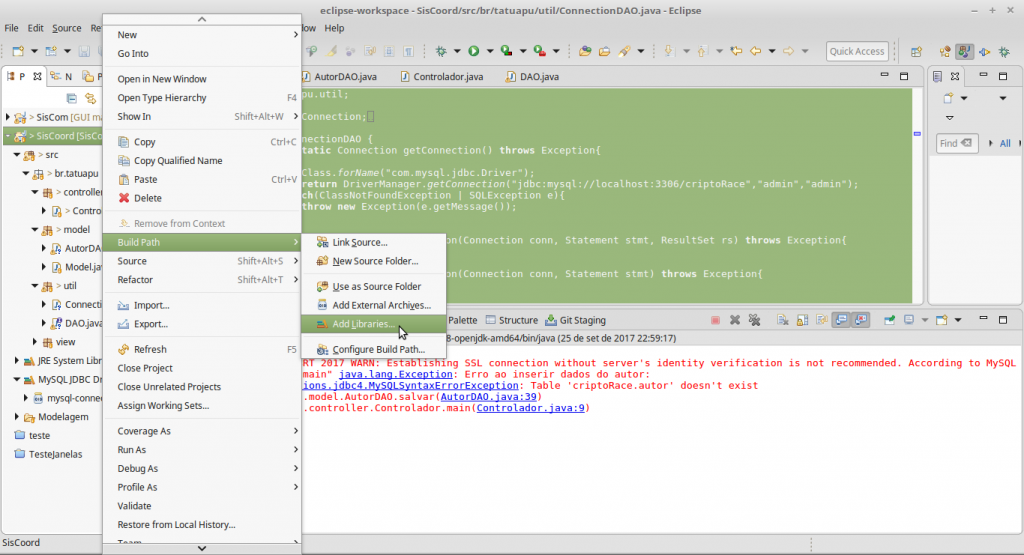 eclipse-workspace - SisCoord/src/br/tatuapu/util/ConnectionDAO.java - Eclipse
File Edit Source Help
Quick Access
P N P
> SisCom [GUI ma
> SisCoord [SisCo
> src
> br.tatuapu
> controller
> Contro
> model
AutorDA
Model.ja
> util
Connecti
DAO.java
view
JRE System Libr
MySQL JDBC Dr
mysql-conne
Modelagem
teste
TesteJanelas
SisCoord
New
Go Into
Open in New Window
Open Type Hierarchy F4
Show In Shift+Alt+W
Copy Ctrl+C
Copy Qualified Name
Paste Ctrl+V
Delete
Remove from Context
Build Path
Source Shift+Alt+S
Refactor Shift+Alt+T
Import...
Export...
Refresh F5
Close Project
Close Unrelated Projects
Assign Working Sets...
Coverage As
Run As
Debug As
Profile As
Validate
Restore from Local History...
Team
Link Source...
New Source Folder...
Use as Source Folder
Add External Archives...
Add Libraries...
Configure Build Path...
AutorDAO.java Controlador.java DAO.java
pu.util;
Connection;
nectionDAO {
tatic Connection getConnection() throws Exception{
Class.forName("com.mysql.jdbc.Driver");
return DriverManager.getConnection("jdbc:mysql://localhost:3306/criptoRace","admin","admin");
ch(ClassNotFoundException | SQLException e){
throw new Exception(e.getMessage());
on(Connection conn, Statement stmt, ResultSet rs) throws Exception{
on(Connection conn, Statement stmt) throws Exception{
Find All
Palette Structure Git Staging
8-openjdk-amd64/bin/java (25 de set de 2017 22:59:17)
RT 2017 WARN: Establishing SSL connection without server's identity verification is not recommended. According to MySQL
main" java.lang.Exception: Erro ao inserir dados do autor:
ions.jdbc4.MySQLSyntaxErrorException: Table 'criptoRace.autor' doesn't exist
.model.AutorDAO.salvar(AutorDAO.java:39)
.controller.Controlador.main(Controlador.java:9)